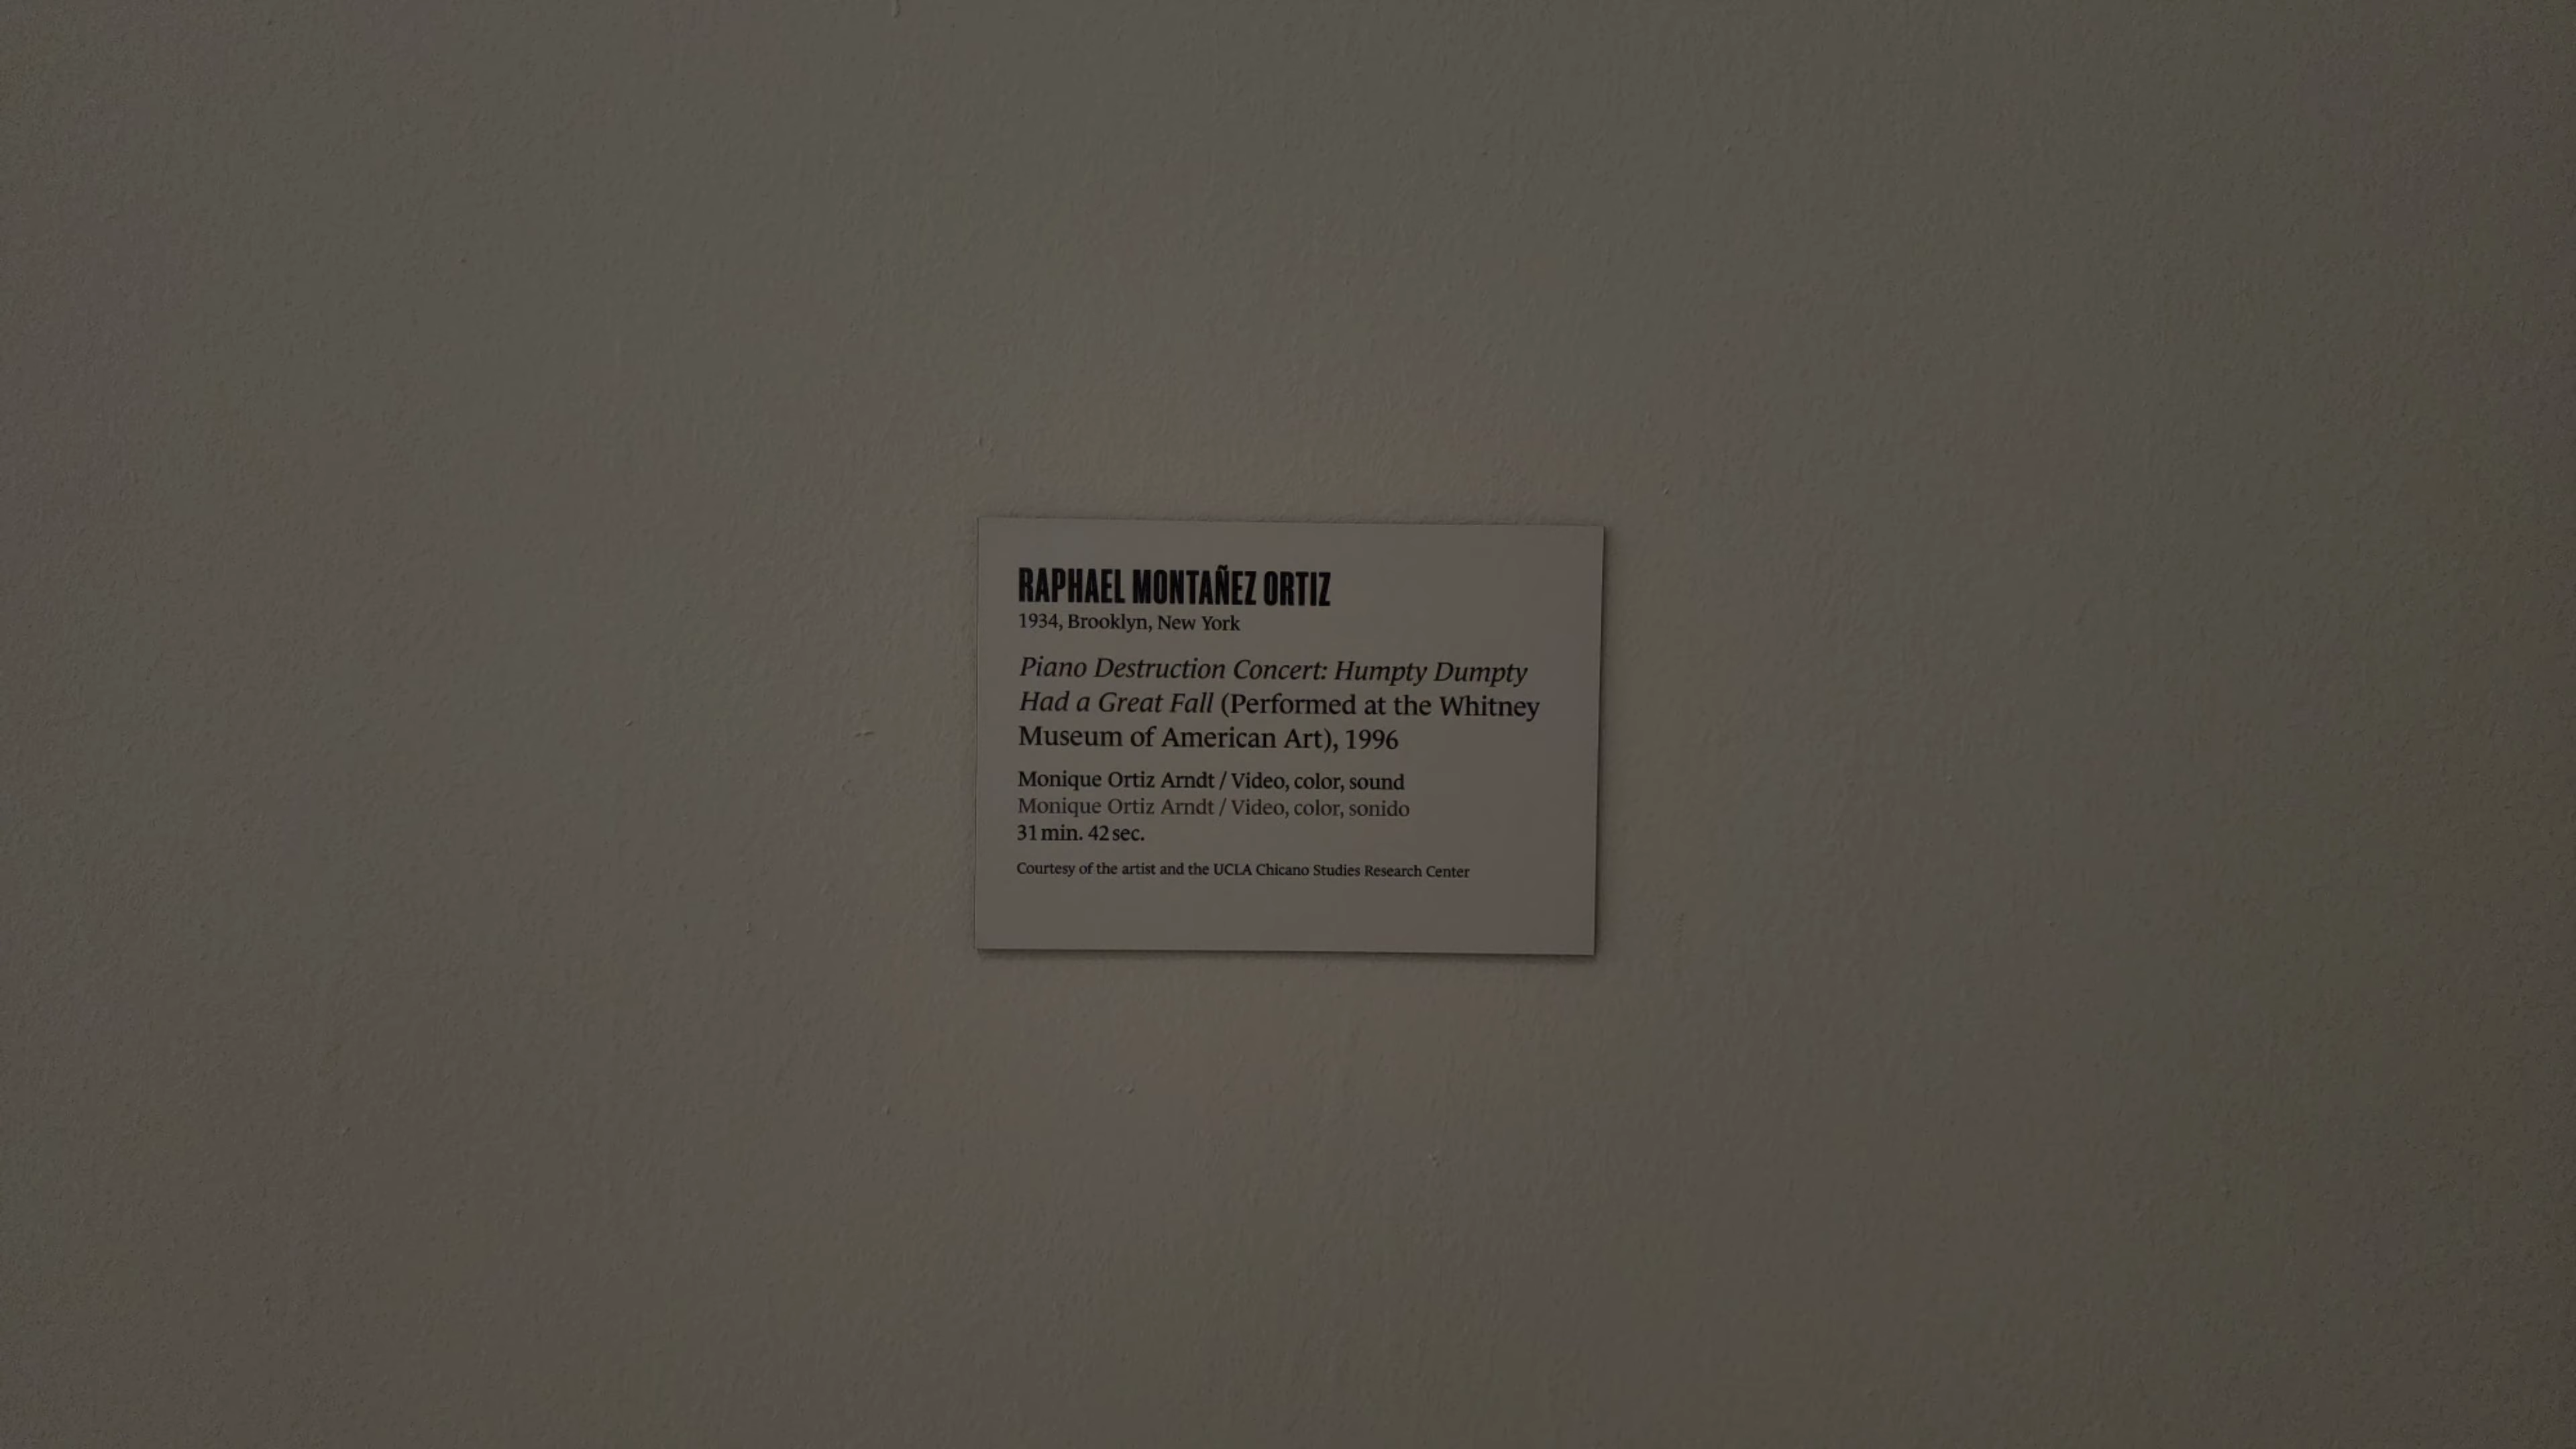 RAPHAEL MONTAÑEZ ORTIZ
1934, Brooklyn, New York
Piano Destruction Concert: Humpty Dumpty
Had a Great Fall (Performed at the Whitney
Museum of American Art), 1996
Monique Ortiz Arndt / Video, color, sound
Monique Ortiz Arndt / Video, color, sonido
31 min. 42 sec.
Courtesy of the artist and the UCLA Chicano Studies Research Center